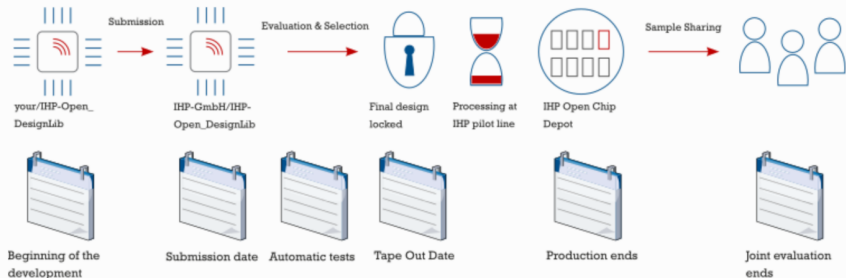 Submission
Evaluation & Selection
Sample Sharing
your/IHP-Open_
DesignLib
IHP-GmbH/IHP-
Open_DesignLib
Final design
locked
Processing at
IHP pilot line
IHP Open Chip
Depot
Beginning of the
development
Submission date
Automatic tests
Tape Out Date
Production ends
Joint evaluation
ends